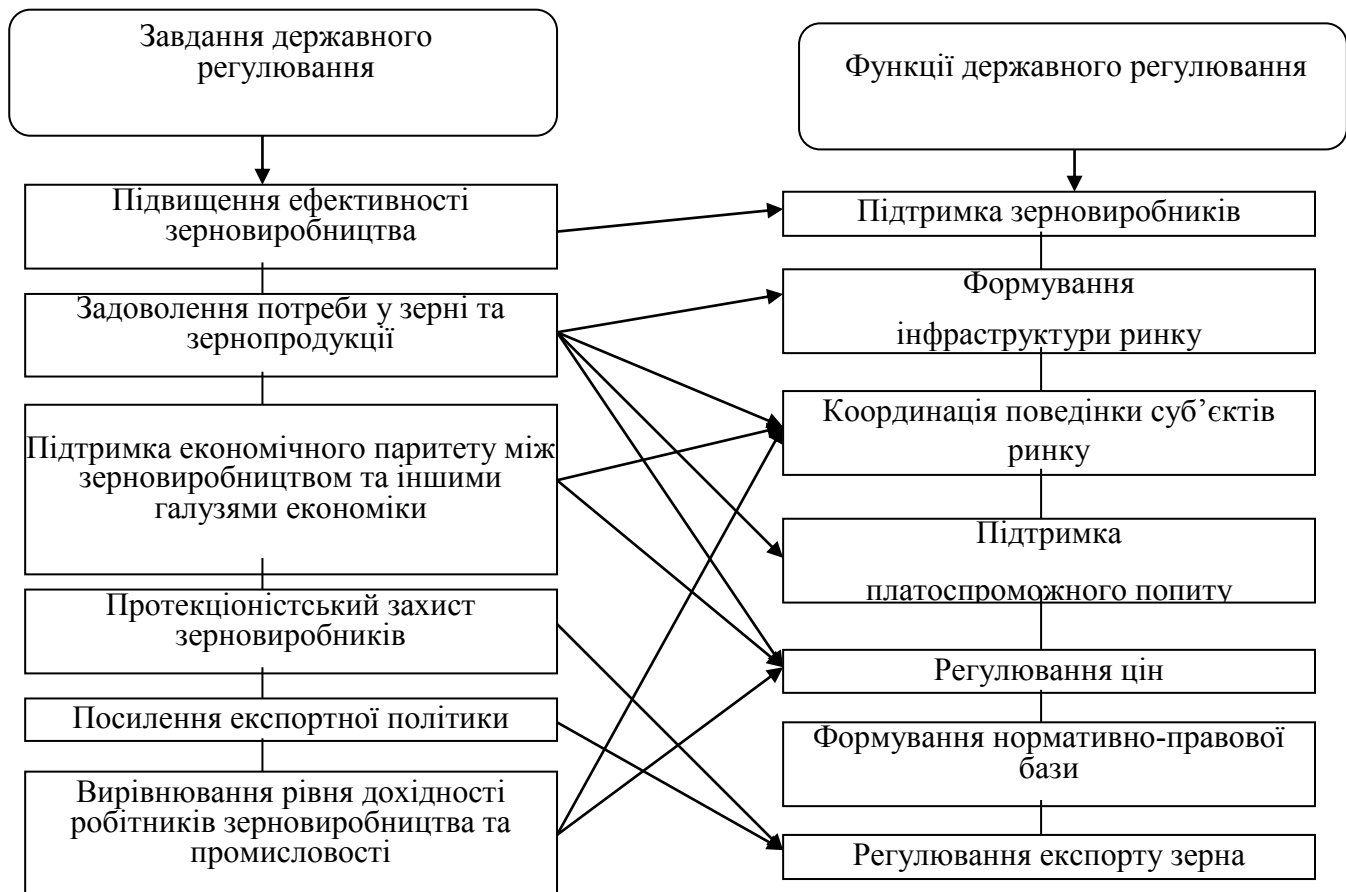 Завдання державного
регулювання
Підвищення ефективності
зерновиробництва
Задоволення потреби у зерні та
зернопродукції
Підтримка економічного паритету між
зерновиробництвом та іншими
галузями економіки
Протекціоністський захист
зерновиробників
Посилення експортної політики
Вирівнювання рівня дохідності
робітників зерновиробництва та
промисловості
Функції державного регулювання
Підтримка зерновиробників
Формування
інфраструктури ринку
Координація поведінки суб’єктів
ринку
Підтримка
платоспроможного попиту
Регулювання цін
Формування нормативно-правової
бази
Регулювання експорту зерна